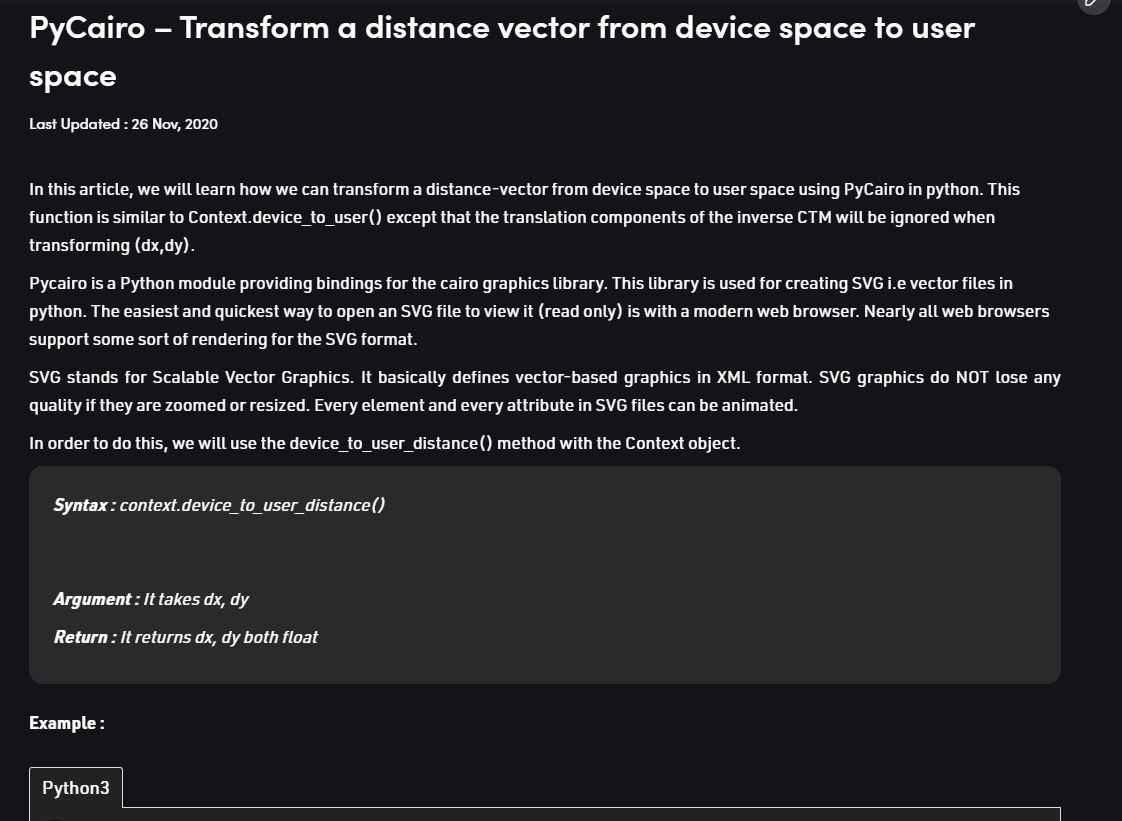 PyCairo – Transform a distance vector from device space to user
space
Last Updated : 26 Nov, 2020
In this article, we will learn how we can transform a distance-vector from device space to user space using PyCairo in python. This
function is similar to Context.device_to_user() except that the translation components of the inverse CTM will be ignored when
transforming (dx,dy).
Pycairo is a Python module providing bindings for the cairo graphics library. This library is used for creating SVG i.e vector files in
python. The easiest and quickest way to open an SVG file to view it (read only) is with a modern web browser. Nearly all web browsers
support some sort of rendering for the SVG format.
SVG stands for Scalable Vector Graphics. It basically defines vector-based graphics in XML format. SVG graphics do NOT lose any
quality if they are zoomed or resized. Every element and every attribute in SVG files can be animated.
In order to do this, we will use the device_to_user_distance() method with the Context object.
Syntax : context.device_to_user_distance()
Argument : It takes dx, dy
Return : It returns dx, dy both float
Example :
Python3